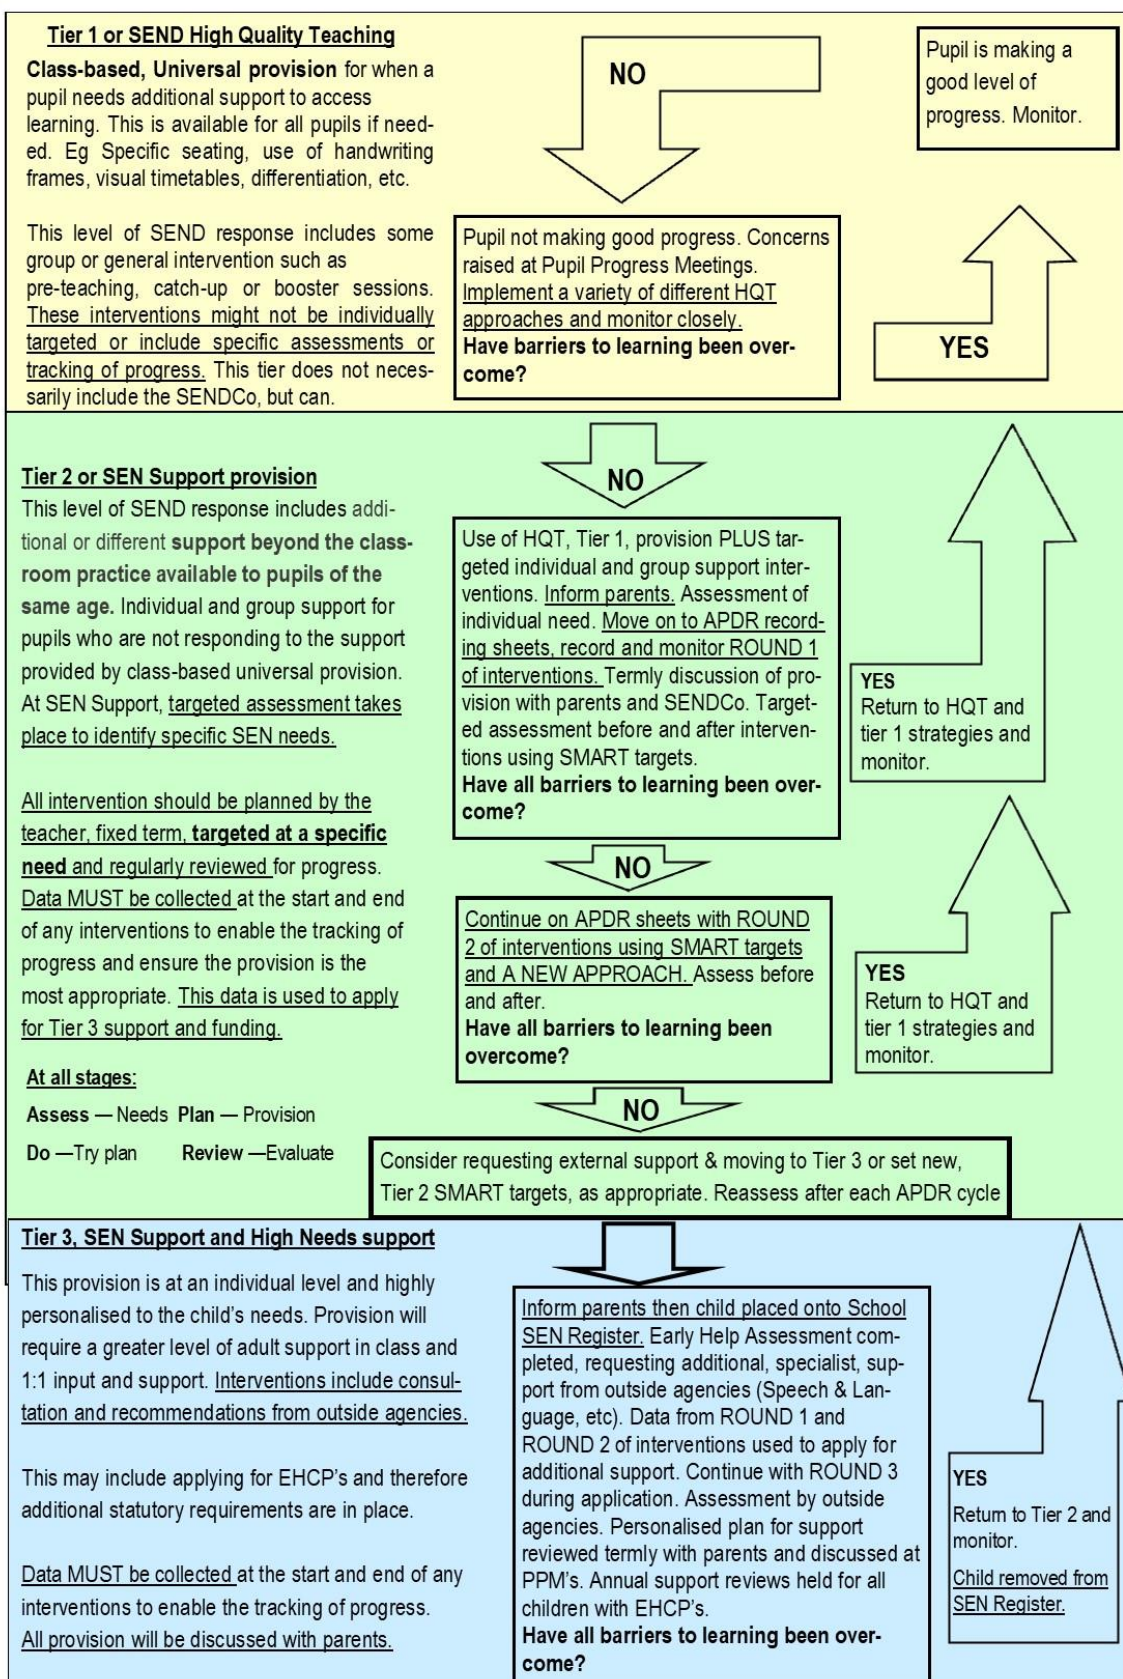 Tier 1 or SEND High Quality Teaching
Class-based, Universal provision for when a
pupil needs additional support to access
learning. This is available for all pupils if need-
ed. Eg Specific seating, use of handwriting
frames, visual timetables, differentiation, etc.
This level of SEND response includes some
group or general intervention such as
pre-teaching, catch-up or booster sessions.
These interventions might not be individually
targeted or include specific assessments or
tracking of progress. This tier does not neces-
sarily include the SENDCo, but can.
NO
Pupil is making a
good level of
progress. Monitor.
Pupil not making good progress. Concerns
raised at Pupil Progress Meetings.
Implement a variety of different HQT
approaches and monitor closely.
Have barriers to learning been over-
come?
YES
Tier 2 or SEN Support provision
This level of SEND response includes addi-
tional or different support beyond the class-
room practice available to pupils of the
same age. Individual and group support for
pupils who are not responding to the support
provided by class-based universal provision.
At SEN Support, targeted assessment takes
place to identify specific SEN needs.
All intervention should be planned by the
teacher, fixed term, targeted at a specific
need and regularly reviewed for progress.
Data MUST be collected at the start and end
of any interventions to enable the tracking of
progress and ensure the provision is the
most appropriate. This data is used to apply
for Tier 3 support and funding.
At all stages:
Assess — Needs Plan — Provision
Do —Try plan Review —Evaluate
NO
Use of HQT, Tier 1, provision PLUS tar-
geted individual and group support inter-
ventions. Inform parents. Assessment of
individual need. Move on to APDR record-
ing sheets, record and monitor ROUND 1
of interventions. Termly discussion of pro-
vision with parents and SENDCo. Target-
ed assessment before and after interven-
tions using SMART targets.
Have all barriers to learning been over-
come?
YES
Return to HQT and
tier 1 strategies and
monitor.
NO
Continue on APDR sheets with ROUND
2 of interventions using SMART targets
and A NEW APPROACH. Assess before
and after.
Have all barriers to learning been
overcome?
YES
Return to HQT and
tier 1 strategies and
monitor.
NO
Consider requesting external support & moving to Tier 3 or set new,
Tier 2 SMART targets, as appropriate. Reassess after each APDR cycle
Tier 3, SEN Support and High Needs support
This provision is at an individual level and highly
personalised to the child's needs. Provision will
require a greater level of adult support in class and
1:1 input and support. Interventions include consul-
tation and recommendations from outside agencies.
This may include applying for EHCP's and therefore
additional statutory requirements are in place.
Data MUST be collected at the start and end of any
interventions to enable the tracking of progress.
All provision will be discussed with parents.
Inform parents then child placed onto School
SEN Register. Early Help Assessment com-
pleted, requesting additional, specialist, sup-
port from outside agencies (Speech & Lan-
guage, etc). Data from ROUND 1 and
ROUND 2 of interventions used to apply for
additional support. Continue with ROUND 3
during application. Assessment by outside
agencies. Personalised plan for support
reviewed termly with parents and discussed at
PPM's. Annual support reviews held for all
children with EHCP's.
Have all barriers to learning been over-
come?
YES
Return to Tier 2 and
monitor.
Child removed from
SEN Register.